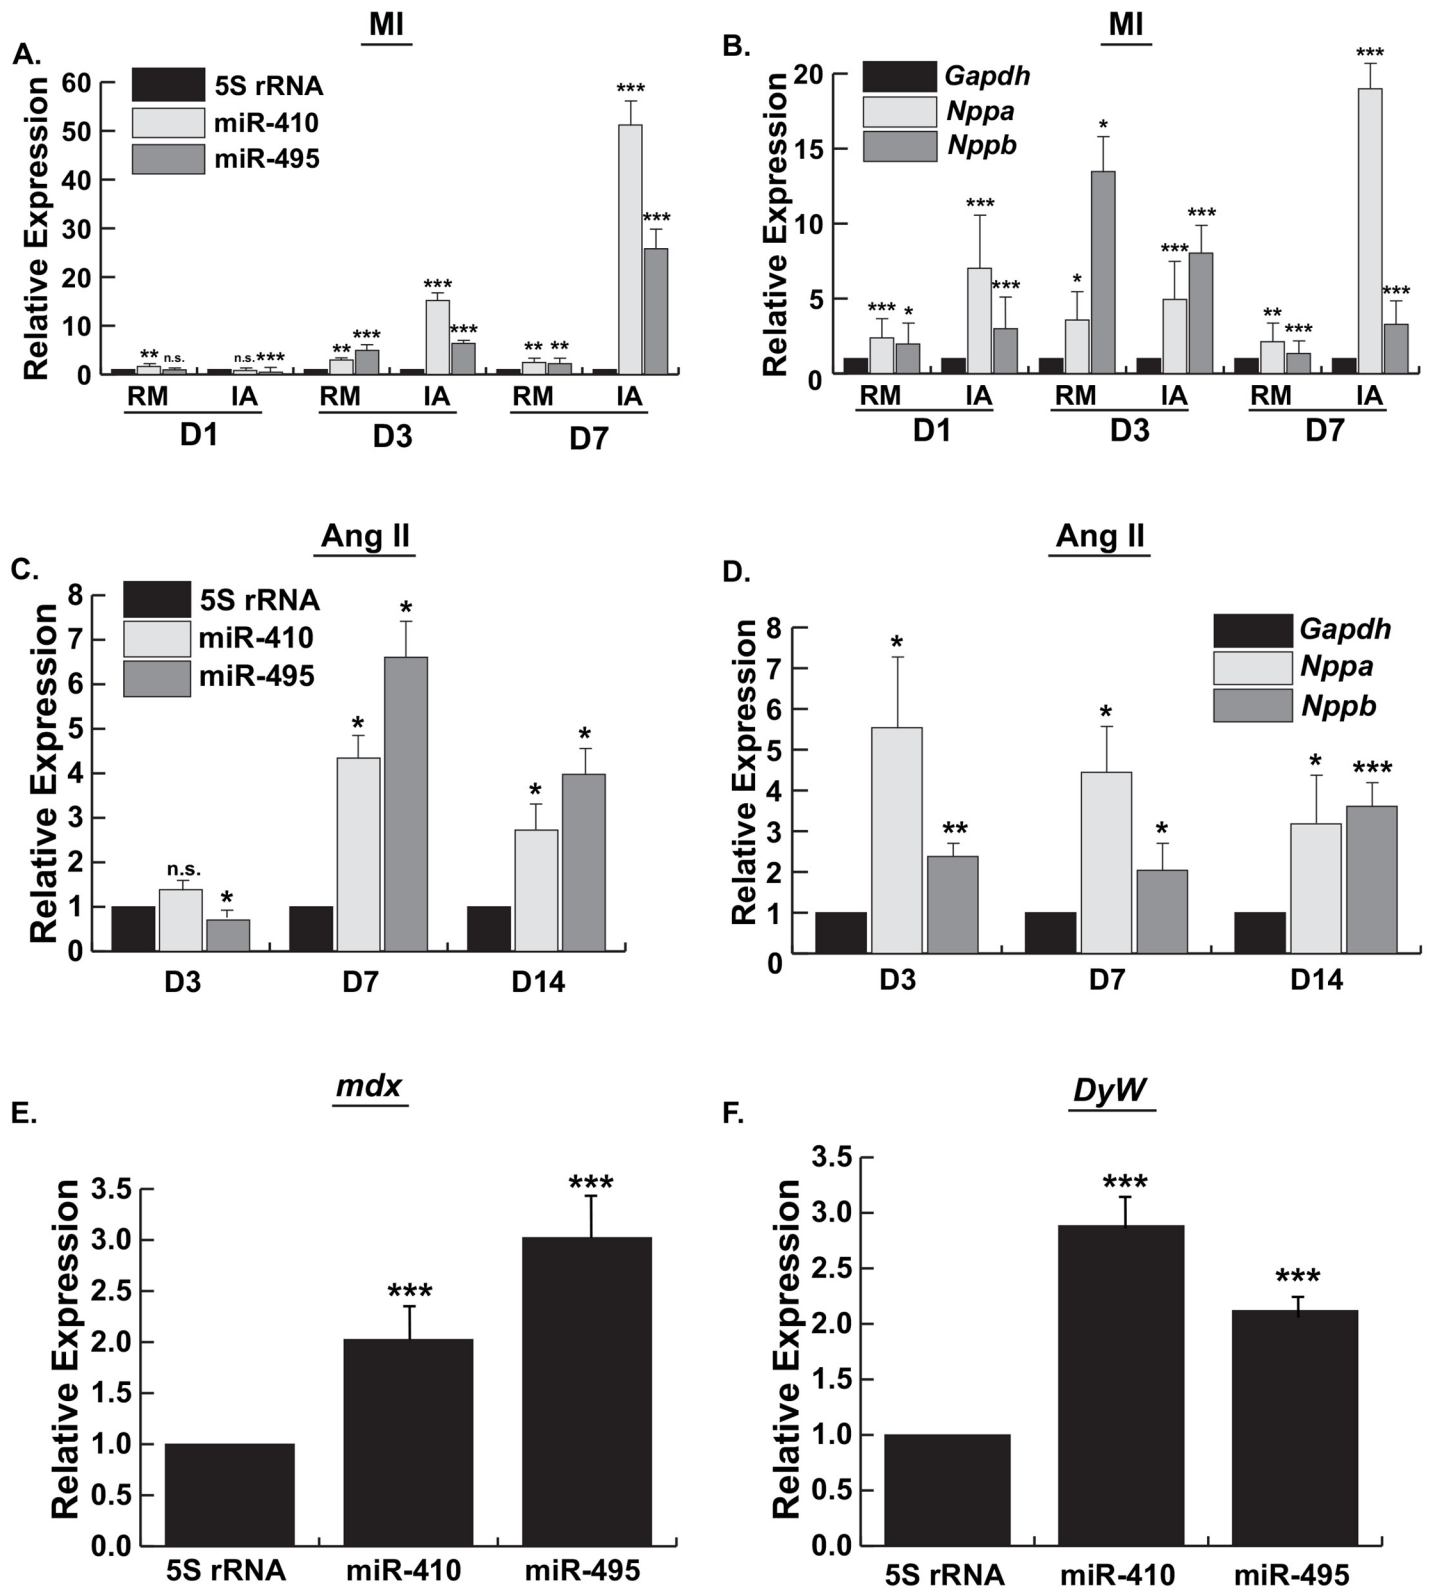 MI
A.
Relative Expression
60
50
40
30
20
10
0
5S rRNA
miR-410
miR-495
** n.s.
n.s. ***
** ***
*** ***
** **
*** ***
RM IA RM IA RM IA
D1 D3 D7
MI
B.
Relative Expression
20
15
10
5
0
Gapdh
Nppa
Nppb
*** *
*** ***
* *
*** ***
** ***
*** ***
RM IA RM IA RM IA
D1 D3 D7
Ang II
C.
Relative Expression
8
7
6
5
4
3
2
1
0
5S rRNA
miR-410
miR-495
n.s. *
* *
* *
D3 D7 D14
Ang II
D.
Relative Expression
8
7
6
5
4
3
2
1
0
Gapdh
Nppa
Nppb
* **
* *
* ***
D3 D7 D14
mdx
E.
Relative Expression
3.5
3.0
2.5
2.0
1.5
1.0
0.5
0.0
*** ***
5S rRNA miR-410 miR-495
DyW
F.
Relative Expression
3.5
3.0
2.5
2.0
1.5
1.0
0.5
0.0
*** ***
5S rRNA miR-410 miR-495